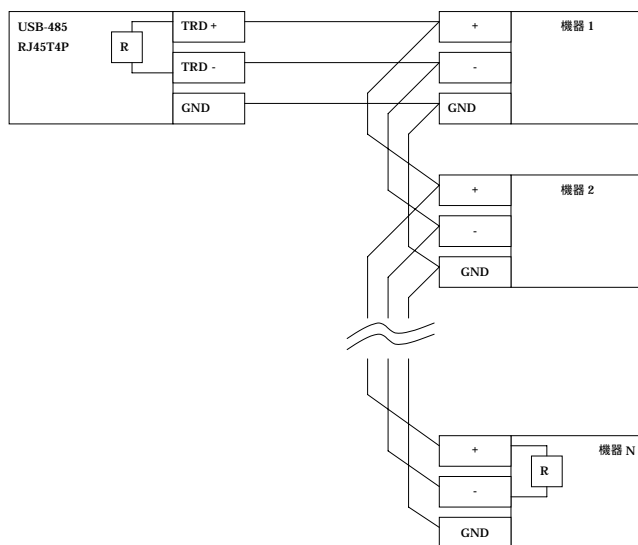 USB-485
RJ45T4P
R
TRD +
TRD -
GND
+
-
GND
機器 1
+
-
GND
機器 2
+
-
GND
R
機器 N